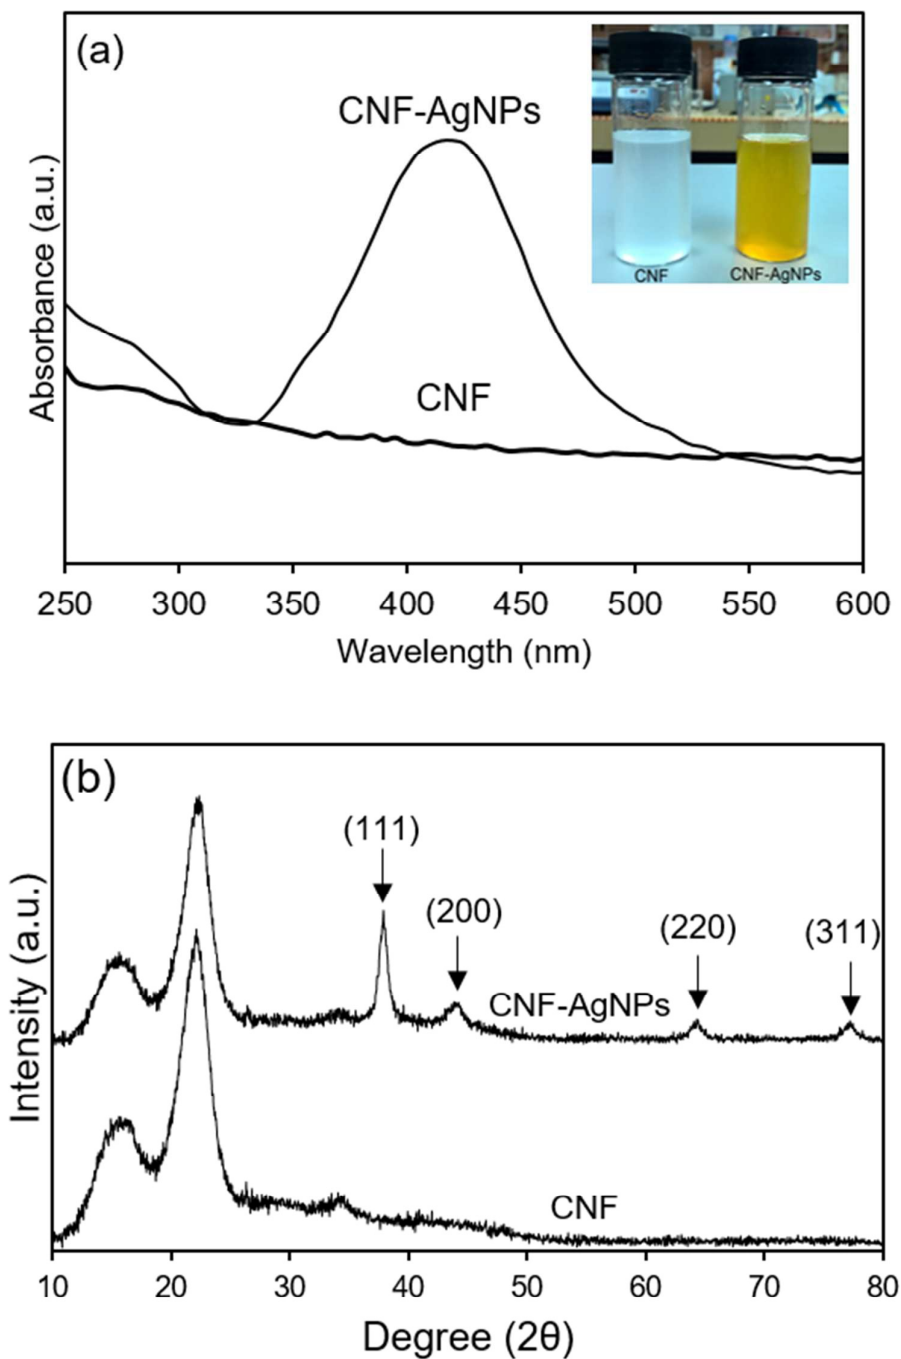 (a)
CNF-AgNPs
CNF
CNF
CNF-AgNPs
Absorbance (a.u.)
250 300 350 400 450 500 550 600
Wavelength (nm)
(b)
(111)
(200)
(220)
(311)
CNF-AgNPs
CNF
Intensity (a.u.)
10 20 30 40 50 60 70 80
Degree (2θ)